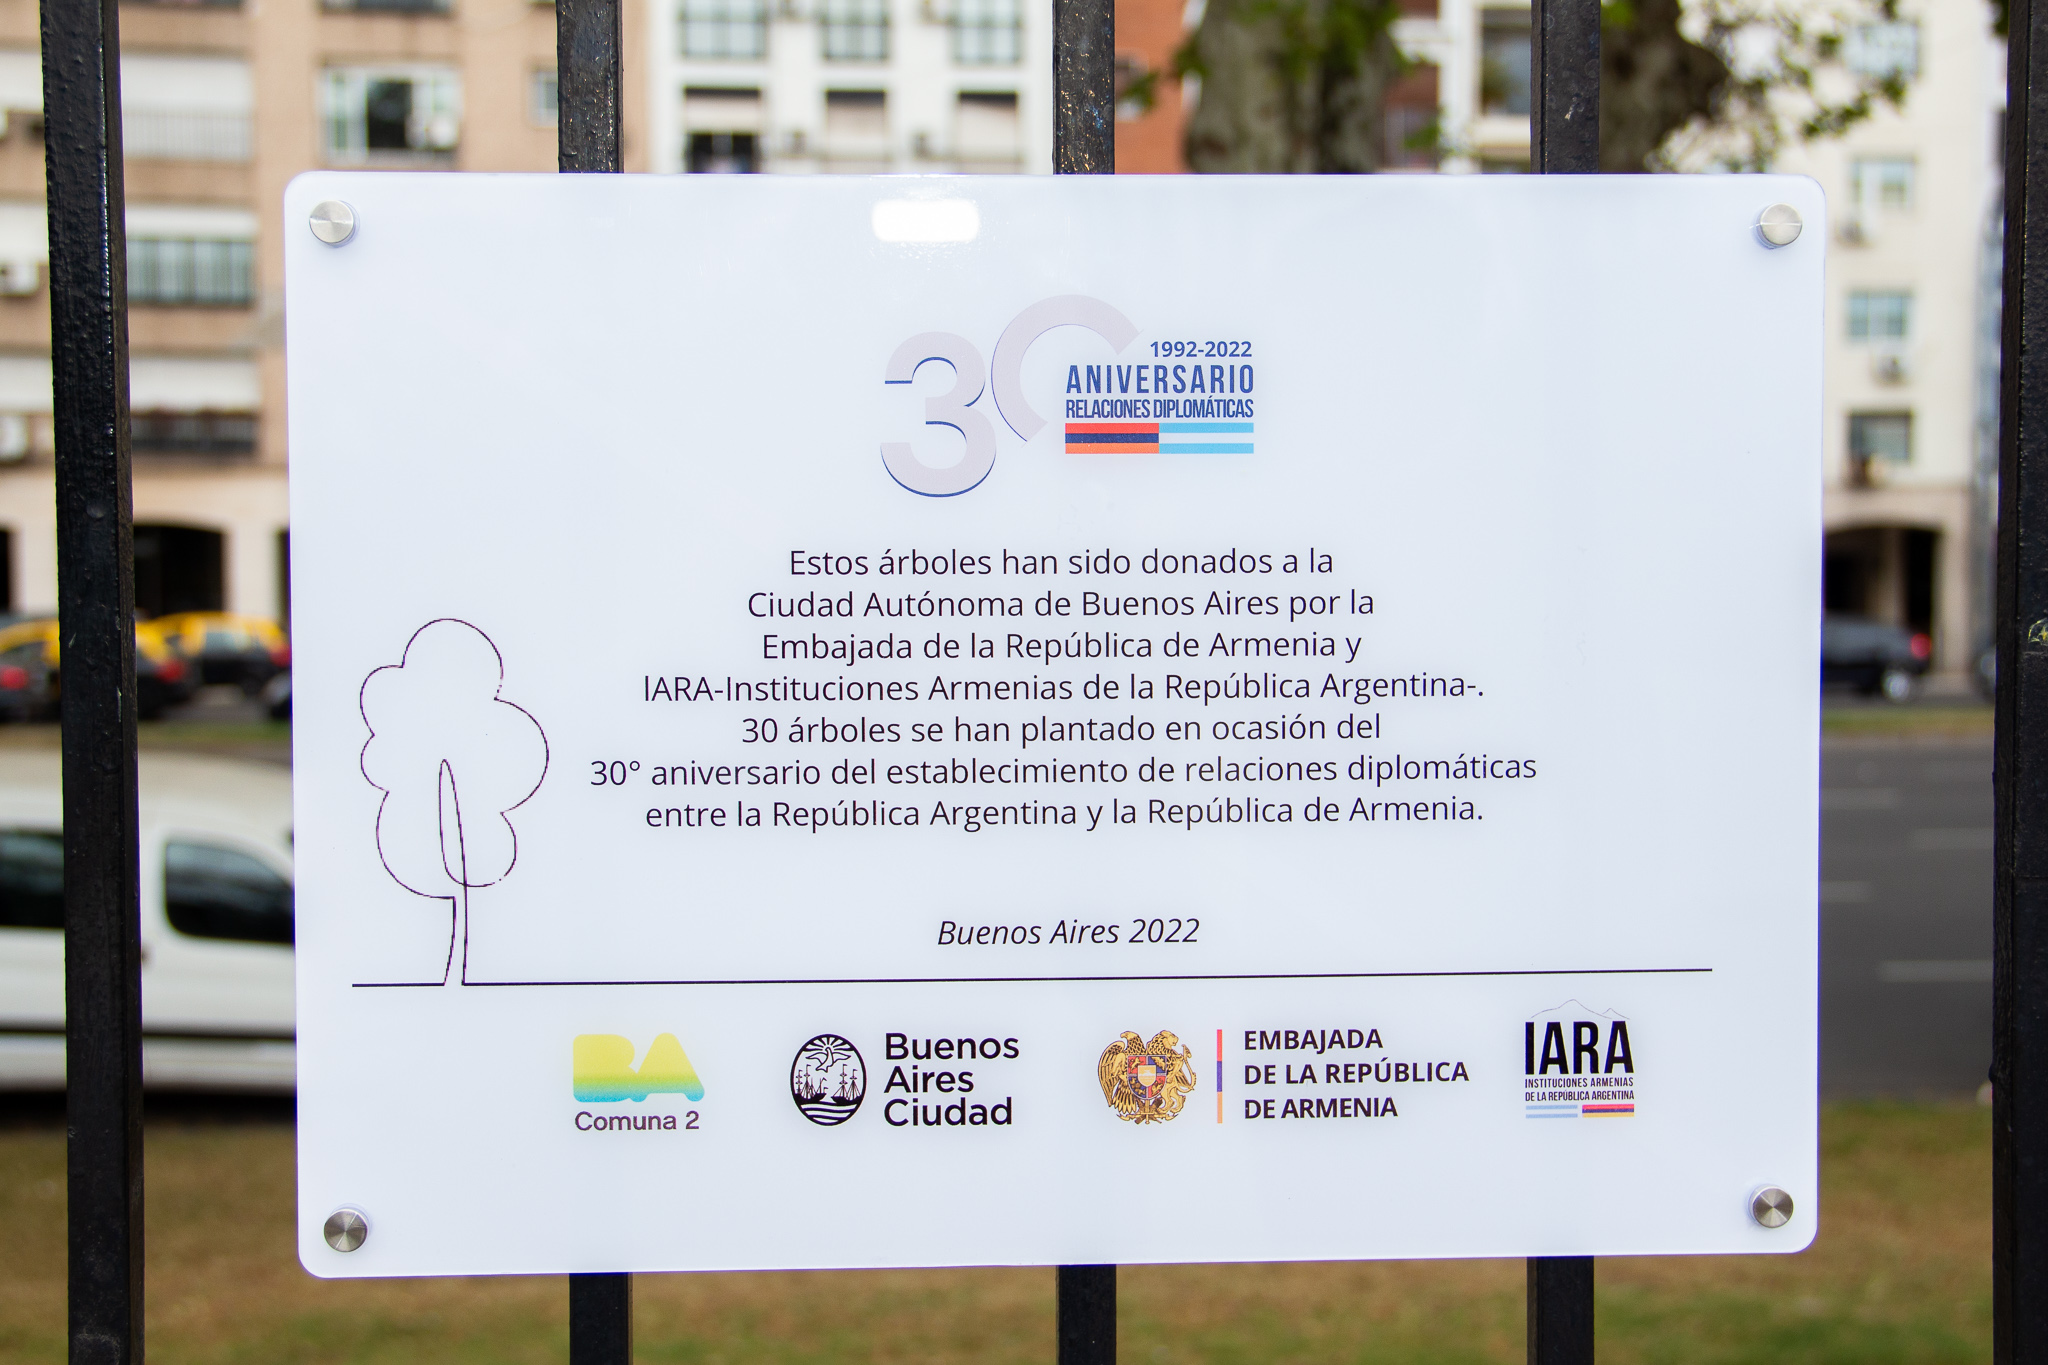 30
1992-2022
ANIVERSARIO
RELACIONES DIPLOMÁTICAS
Estos árboles han sido donados a la
Ciudad Autónoma de Buenos Aires por la
Embajada de la República de Armenia y
IARA-Instituciones Armenias de la República Argentina-.
30 árboles se han plantado en ocasión del
30° aniversario del establecimiento de relaciones diplomáticas
entre la República Argentina y la República de Armenia.
Buenos Aires 2022
BA
Comuna 2
Buenos
Aires
Ciudad
EMBAJADA
DE LA REPÚBLICA
DE ARMENIA
IARA
INSTITUCIONES ARMENIAS
DE LA REPÚBLICA ARGENTINA